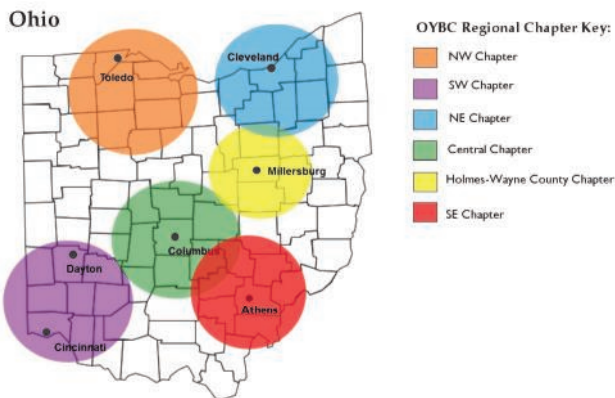 Ohio
OYBC Regional Chapter Key:
NW Chapter
SW Chapter
NE Chapter
Central Chapter
Holmes-Wayne County Chapter
SE Chapter
Toledo
Cleveland
Millersburg
Columbus
Dayton
Athens
Cincinnati